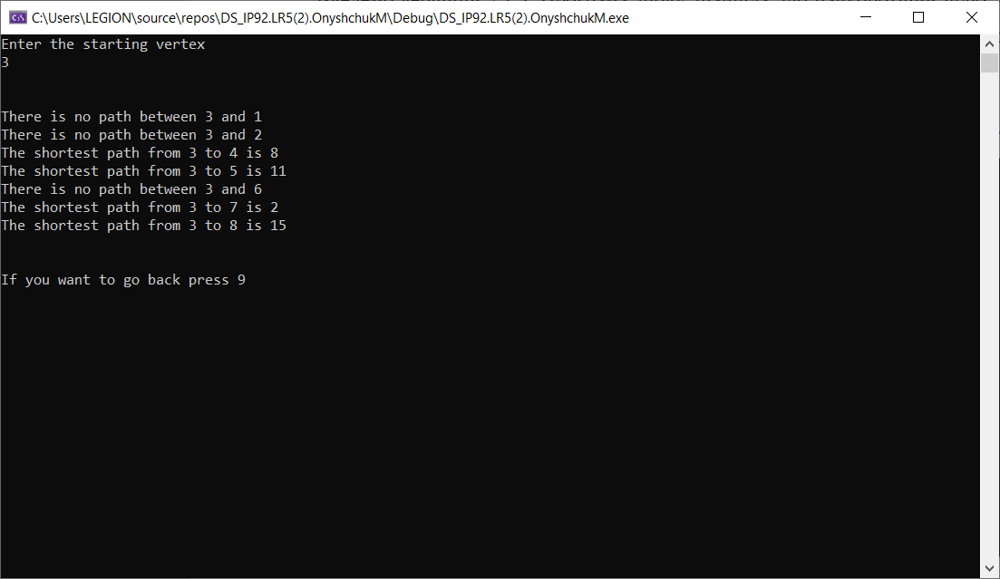 C:\Users\LEGION\source\repos\DS_IP92.LR5(2).OnyshchukM\Debug\DS_IP92.LR5(2).OnyshchukM.exe
Enter the starting vertex
3
There is no path between 3 and 1
There is no path between 3 and 2
The shortest path from 3 to 4 is 8
The shortest path from 3 to 5 is 11
There is no path between 3 and 6
The shortest path from 3 to 7 is 2
The shortest path from 3 to 8 is 15
If you want to go back press 9